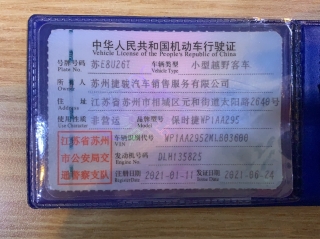 中华人民共和国机动车行驶证
Vehicle License of the People's Republic of China
号牌号码 苏E8UZ6T 车辆类型 小型越野客车
Plate No. Vehicle Type
所有人 苏州捷骏汽车销售服务有限公司
Owner
住址 江苏省苏州市相城区元和街道太阳路2640号
Address
使用性质 非营运 品牌型号 保时捷WP1AA295
Use Character Model
江苏省苏州市公安局交通警察支队
车辆识别代号 WP1AA2952MLB03600
VIN
发动机号码 DLM135825
Engine No.
注册日期 2021-01-11 发证日期 2021-06-24
Register Date Issue Date